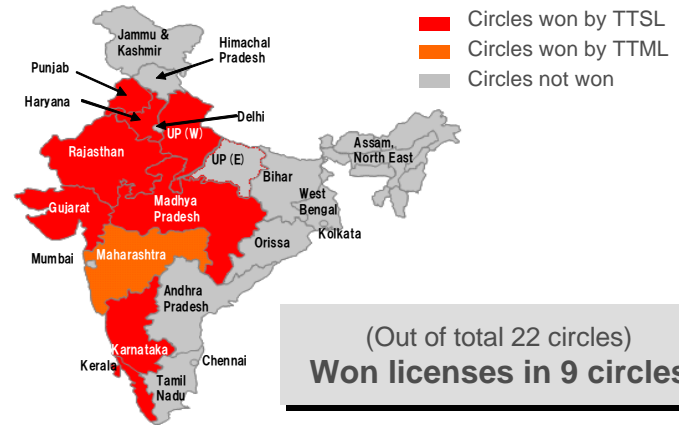 Circles won by TTSL
Circles won by TTML
Circles not won
Jammu &
Kashmir
Himachal
Pradesh
Punjab
Haryana
Delhi
UP (W)
Rajasthan
UP (E)
Bihar
Assam,
North East
Gujarat
Madhya
Pradesh
West
Bengal
Kolkata
Orissa
Mumbai
Maharashtra
Andhra
Pradesh
Karnataka
Kerala
Chennai
Tamil
Nadu
(Out of total 22 circles)
Won licenses in 9 circles